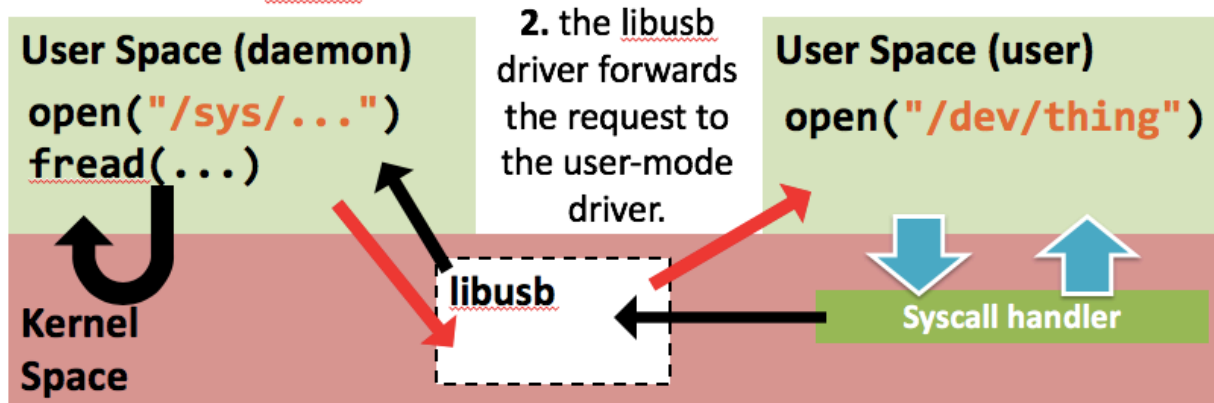 User Space (daemon)
open("/sys/...")
fread(...)
2. the libusb
driver forwards
the request to
the user-mode
driver.
User Space (user)
open("/dev/thing")
libusb
Syscall handler
Kernel
Space